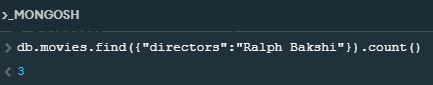 >_MONGOSH
> db.movies.find({"directors":"Ralph Bakshi"}).count()
< 3